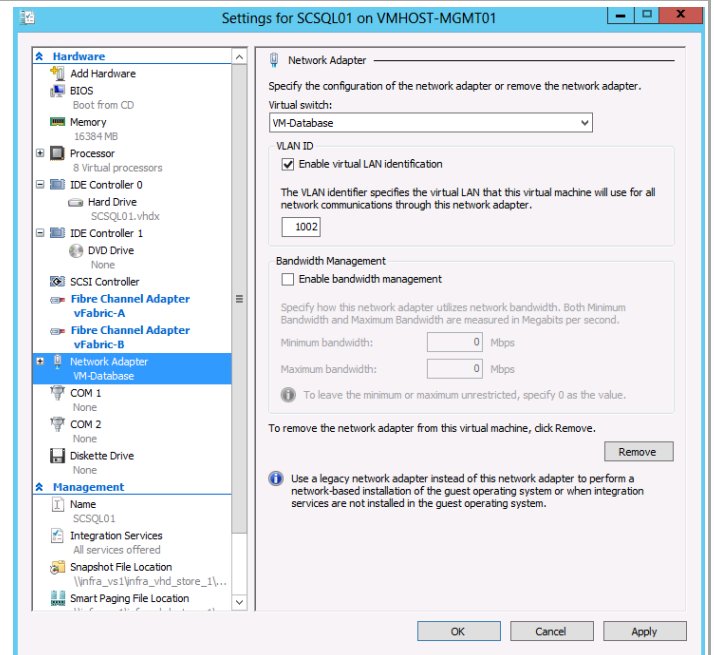 Settings for SCSQL01 on VMHOST-MGMT01
Hardware
Add Hardware
BIOS
Boot from CD
Memory
16384 MB
Processor
8 Virtual processors
IDE Controller 0
Hard Drive
SCSQL01.vhdx
IDE Controller 1
DVD Drive
None
SCSI Controller
Fibre Channel Adapter
vFabric-A
Fibre Channel Adapter
vFabric-B
Network Adapter
VM-Database
COM 1
None
COM 2
None
Diskette Drive
None
Management
Name
SCSQL01
Integration Services
All services offered
Snapshot File Location
\\infra_vs1\infra_vhd_store_1\...
Smart Paging File Location
Network Adapter
Specify the configuration of the network adapter or remove the network adapter.
Virtual switch:
VM-Database
VLAN ID
Enable virtual LAN identification
The VLAN identifier specifies the virtual LAN that this virtual machine will use for all
network communications through this network adapter.
1002
Bandwidth Management
Enable bandwidth management
Specify how this network adapter utilizes network bandwidth. Both Minimum
Bandwidth and Maximum Bandwidth are measured in Megabits per second.
Minimum bandwidth: 0 Mbps
Maximum bandwidth: 0 Mbps
To leave the minimum or maximum unrestricted, specify 0 as the value.
To remove the network adapter from this virtual machine, click Remove.
Remove
Use a legacy network adapter instead of this network adapter to perform a
network-based installation of the guest operating system or when integration
services are not installed in the guest operating system.
OK Cancel Apply